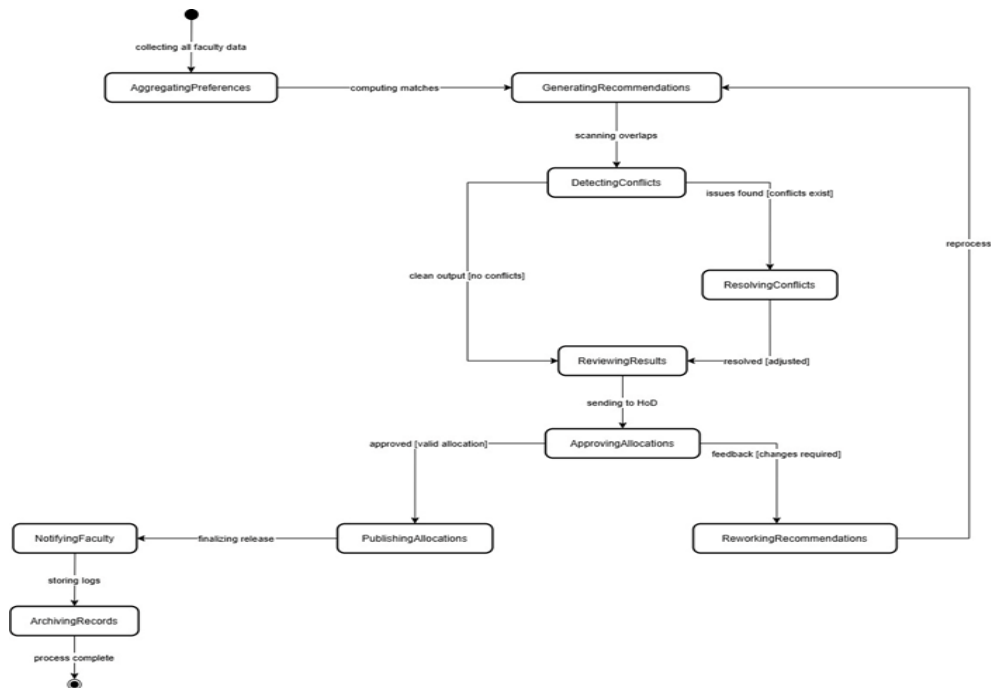 collecting all faculty data
AggregatingPreferences
computing matches
GeneratingRecommendations
scanning overlaps
DetectingConflicts
issues found [conflicts exist]
reprocess
clean output [no conflicts]
ResolvingConflicts
ReviewingResults
resolved [adjusted]
sending to HoD
approved [valid allocation]
ApprovingAllocations
feedback [changes required]
NotifyingFaculty
finalizing release
PublishingAllocations
ReworkingRecommendations
storing logs
ArchivingRecords
process complete